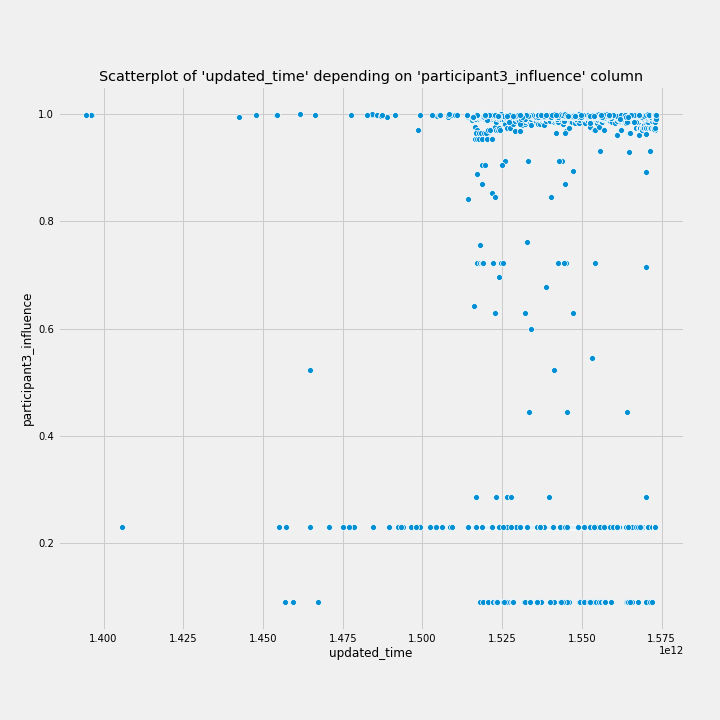 Scatterplot of 'updated_time' depending on 'participant3_influence' column
1.0
0.8
0.6
0.4
0.2
participant3_influence
1.400 1.425 1.450 1.475 1.500 1.525 1.550 1.575
1e12
updated_time